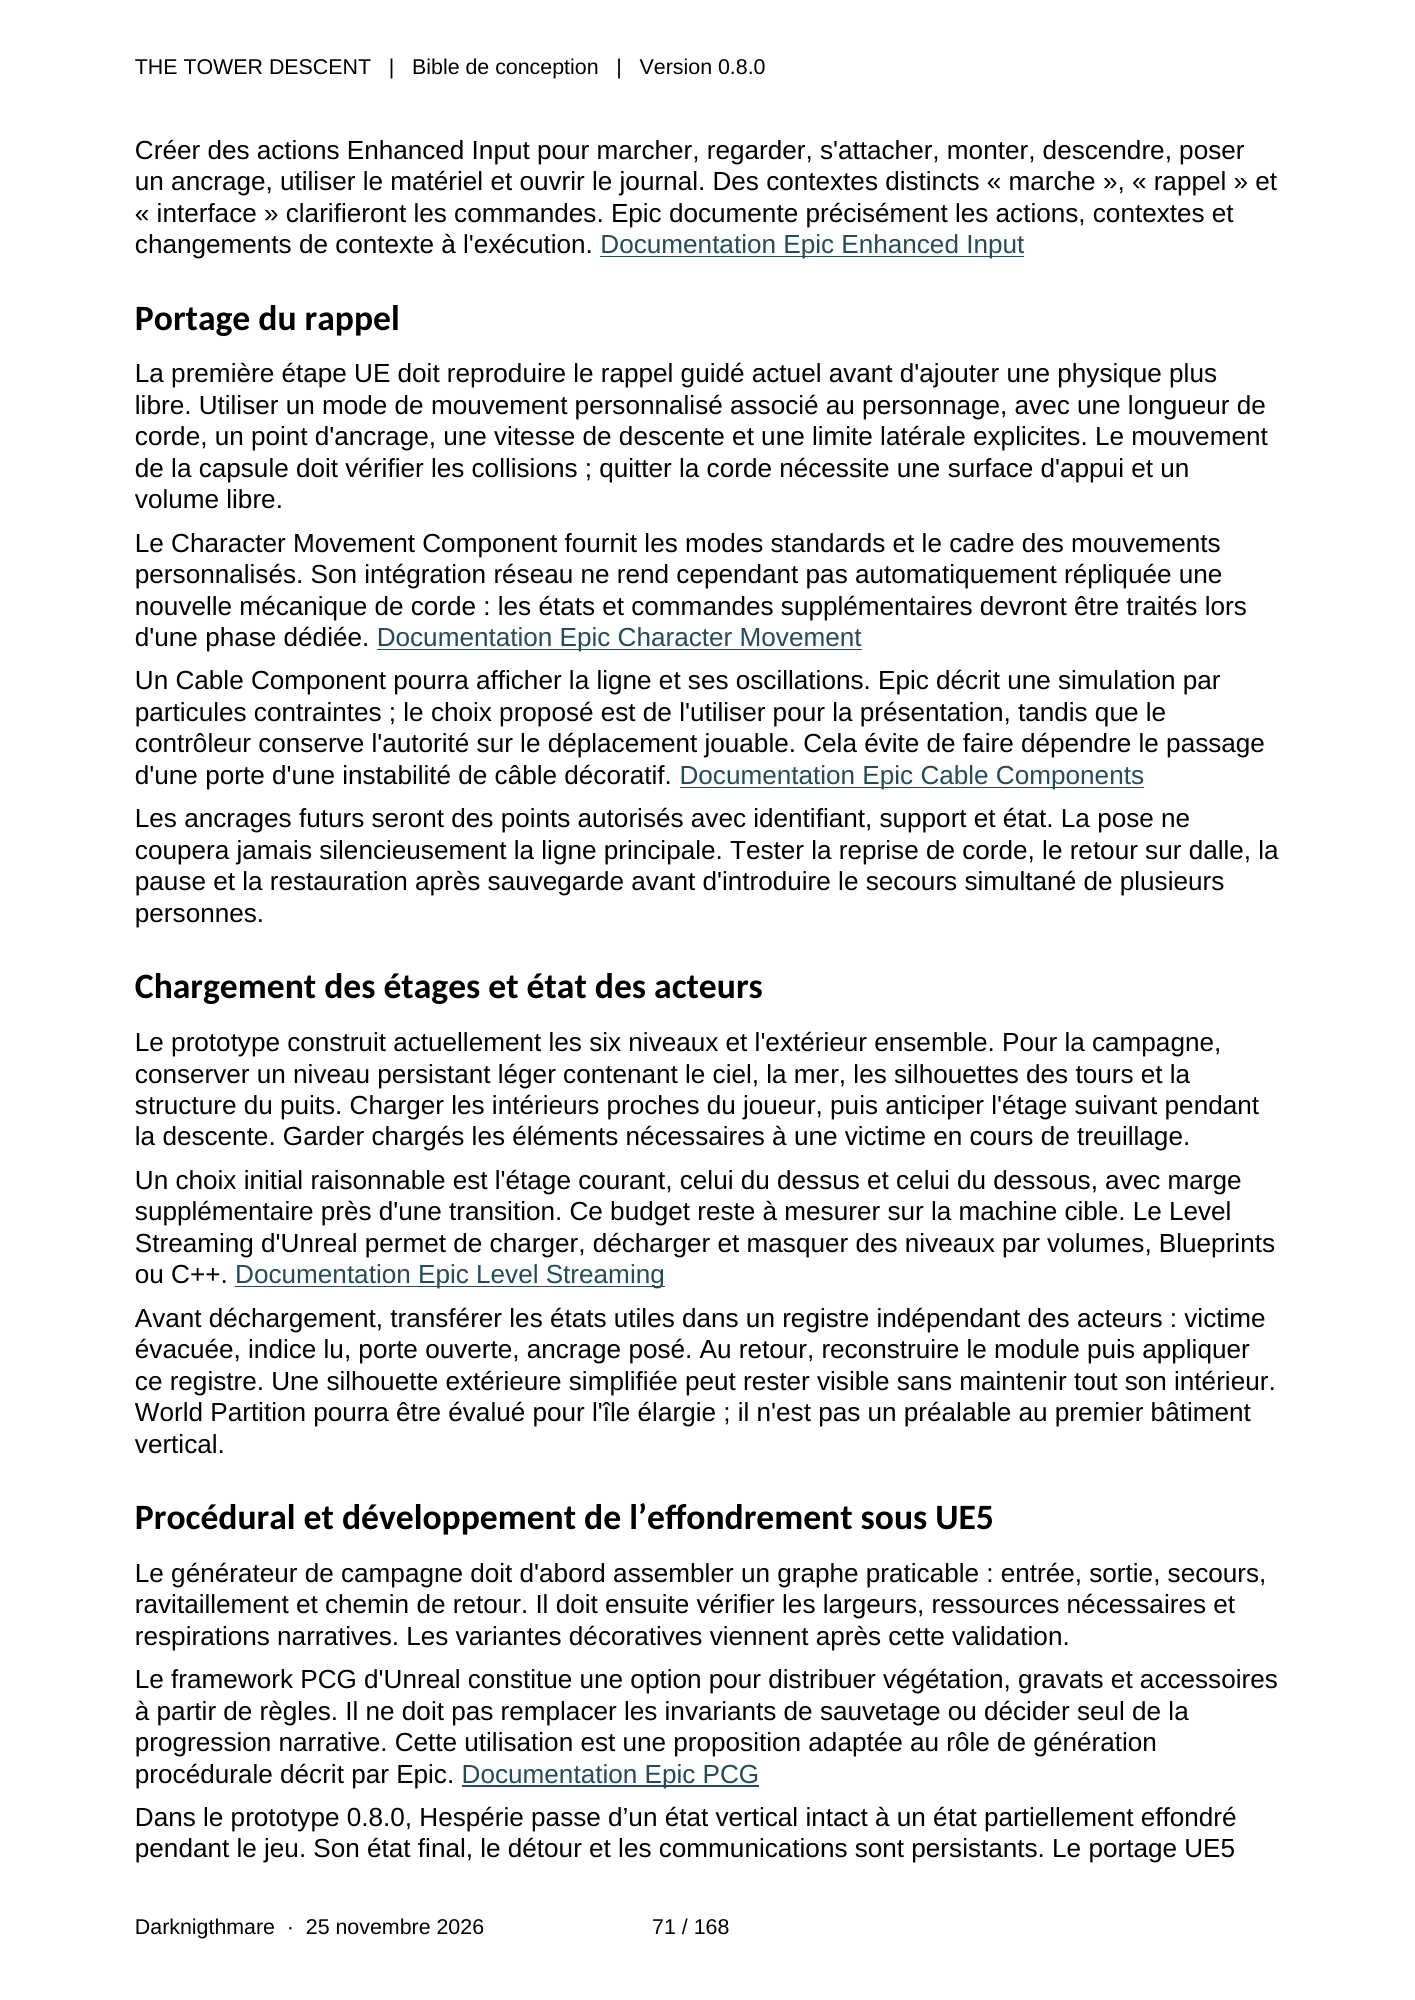 THE TOWER DESCENT | Bible de conception | Version 0.8.0
Créer des actions Enhanced Input pour marcher, regarder, s'attacher, monter, descendre, poser
un ancrage, utiliser le matériel et ouvrir le journal. Des contextes distincts « marche », « rappel » et
« interface » clarifieront les commandes. Epic documente précisément les actions, contextes et
changements de contexte à l'exécution. Documentation Epic Enhanced Input
Portage du rappel
La première étape UE doit reproduire le rappel guidé actuel avant d'ajouter une physique plus
libre. Utiliser un mode de mouvement personnalisé associé au personnage, avec une longueur de
corde, un point d'ancrage, une vitesse de descente et une limite latérale explicites. Le mouvement
de la capsule doit vérifier les collisions ; quitter la corde nécessite une surface d'appui et un
volume libre.
Le Character Movement Component fournit les modes standards et le cadre des mouvements
personnalisés. Son intégration réseau ne rend cependant pas automatiquement répliquée une
nouvelle mécanique de corde : les états et commandes supplémentaires devront être traités lors
d'une phase dédiée. Documentation Epic Character Movement
Un Cable Component pourra afficher la ligne et ses oscillations. Epic décrit une simulation par
particules contraintes ; le choix proposé est de l'utiliser pour la présentation, tandis que le
contrôleur conserve l'autorité sur le déplacement jouable. Cela évite de faire dépendre le passage
d'une porte d'une instabilité de câble décoratif. Documentation Epic Cable Components
Les ancrages futurs seront des points autorisés avec identifiant, support et état. La pose ne
coupera jamais silencieusement la ligne principale. Tester la reprise de corde, le retour sur dalle, la
pause et la restauration après sauvegarde avant d'introduire le secours simultané de plusieurs
personnes.
Chargement des étages et état des acteurs
Le prototype construit actuellement les six niveaux et l'extérieur ensemble. Pour la campagne,
conserver un niveau persistant léger contenant le ciel, la mer, les silhouettes des tours et la
structure du puits. Charger les intérieurs proches du joueur, puis anticiper l'étage suivant pendant
la descente. Garder chargés les éléments nécessaires à une victime en cours de treuillage.
Un choix initial raisonnable est l'étage courant, celui du dessus et celui du dessous, avec marge
supplémentaire près d'une transition. Ce budget reste à mesurer sur la machine cible. Le Level
Streaming d'Unreal permet de charger, décharger et masquer des niveaux par volumes, Blueprints
ou C++. Documentation Epic Level Streaming
Avant déchargement, transférer les états utiles dans un registre indépendant des acteurs : victime
évacuée, indice lu, porte ouverte, ancrage posé. Au retour, reconstruire le module puis appliquer
ce registre. Une silhouette extérieure simplifiée peut rester visible sans maintenir tout son intérieur.
World Partition pourra être évalué pour l'île élargie ; il n'est pas un préalable au premier bâtiment
vertical.
Procédural et développement de l’effondrement sous UE5
Le générateur de campagne doit d'abord assembler un graphe praticable : entrée, sortie, secours,
ravitaillement et chemin de retour. Il doit ensuite vérifier les largeurs, ressources nécessaires et
respirations narratives. Les variantes décoratives viennent après cette validation.
Le framework PCG d'Unreal constitue une option pour distribuer végétation, gravats et accessoires
à partir de règles. Il ne doit pas remplacer les invariants de sauvetage ou décider seul de la
progression narrative. Cette utilisation est une proposition adaptée au rôle de génération
procédurale décrit par Epic. Documentation Epic PCG
Dans le prototype 0.8.0, Hespérie passe d’un état vertical intact à un état partiellement effondré
pendant le jeu. Son état final, le détour et les communications sont persistants. Le portage UE5
Darknigthmare · 25 novembre 2026 71 / 168